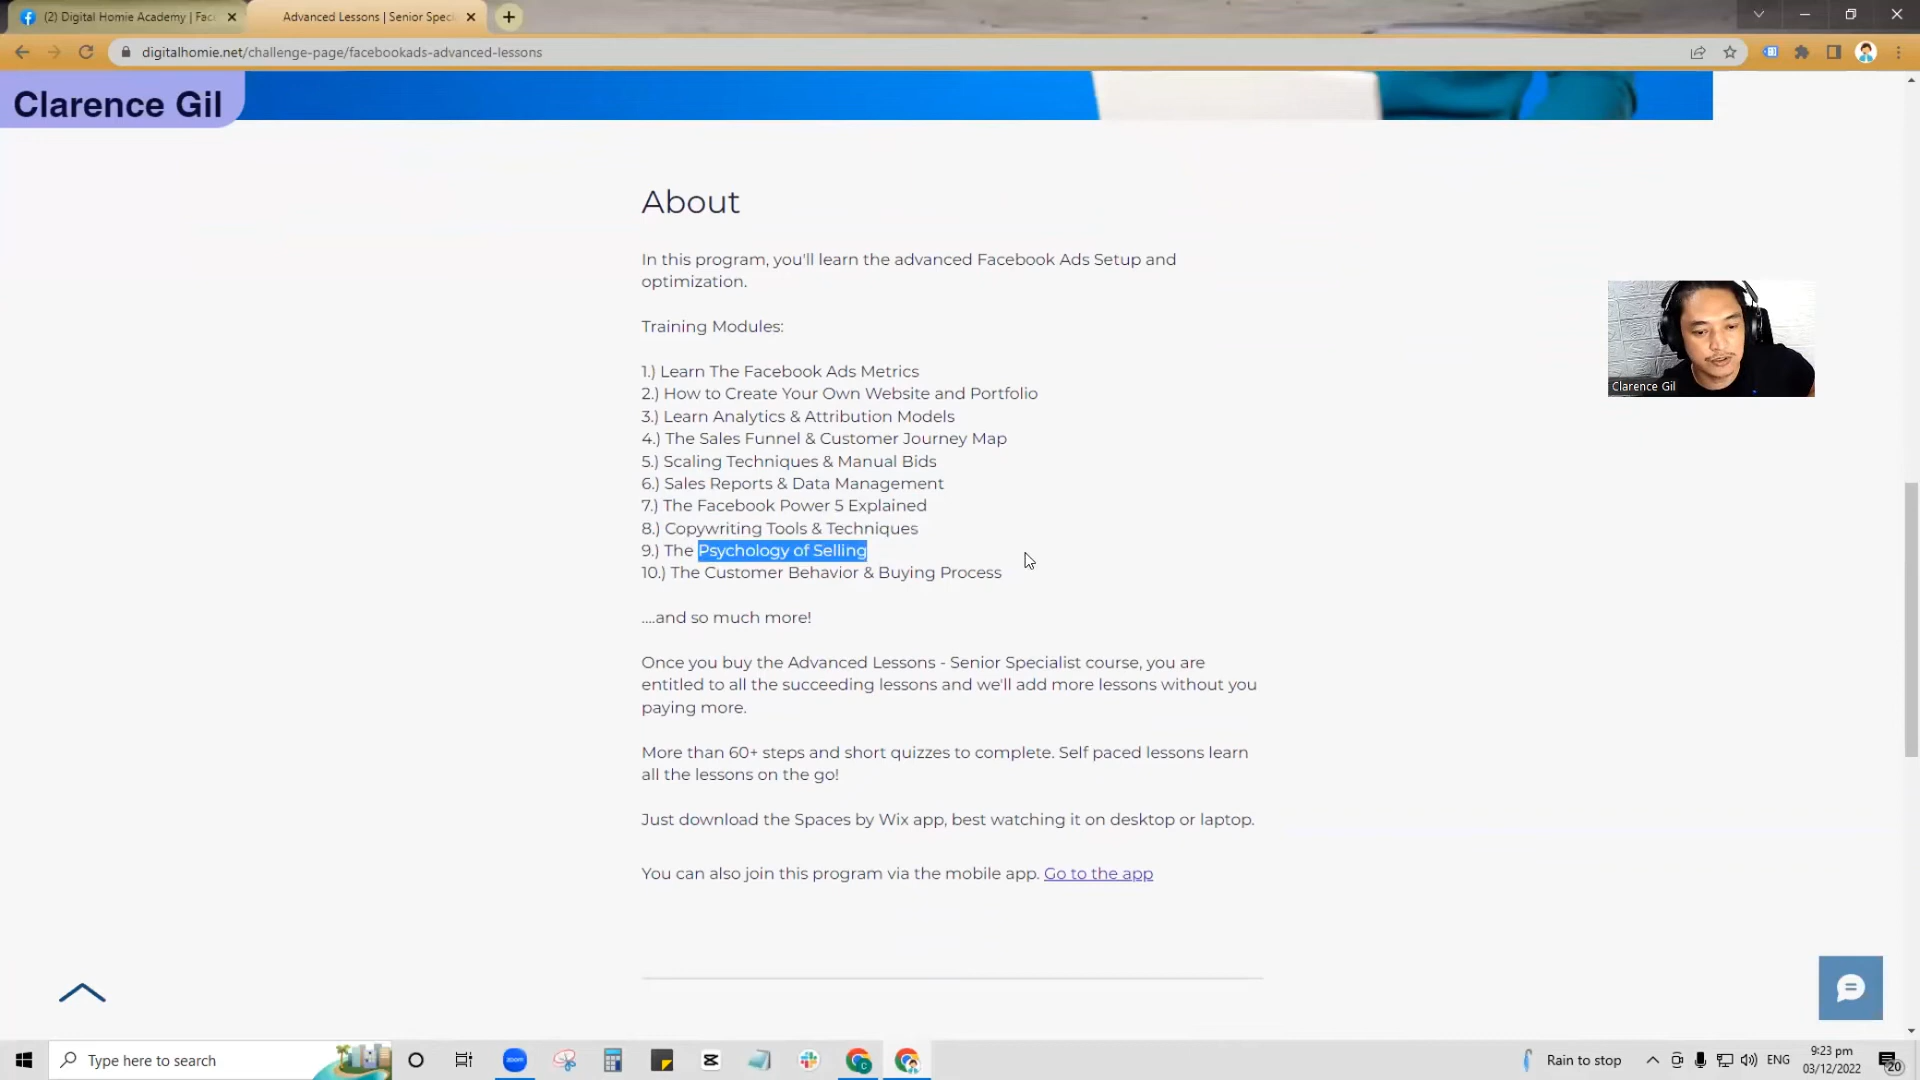 (2) Digital Homie Academy | Fac
Advanced Lessons | Senior Speci
digitalhomie.net/challenge-page/facebookads-advanced-lessons
Clarence Gil
About
In this program, you'll learn the advanced Facebook Ads Setup and
optimization.
Training Modules:
1.) Learn The Facebook Ads Metrics
2.) How to Create Your Own Website and Portfolio
3.) Learn Analytics & Attribution Models
4.) The Sales Funnel & Customer Journey Map
5.) Scaling Techniques & Manual Bids
6.) Sales Reports & Data Management
7.) The Facebook Power 5 Explained
8.) Copywriting Tools & Techniques
9.) The Psychology of Selling
10.) The Customer Behavior & Buying Process
....and so much more!
Once you buy the Advanced Lessons - Senior Specialist course, you are
entitled to all the succeeding lessons and we'll add more lessons without you
paying more.
More than 60+ steps and short quizzes to complete. Self paced lessons learn
all the lessons on the go!
Just download the Spaces by Wix app, best watching it on desktop or laptop.
You can also join this program via the mobile app. Go to the app
Clarence Gil
Type here to search
zoom
Rain to stop
ENG
9:23 pm
03/12/2022
20